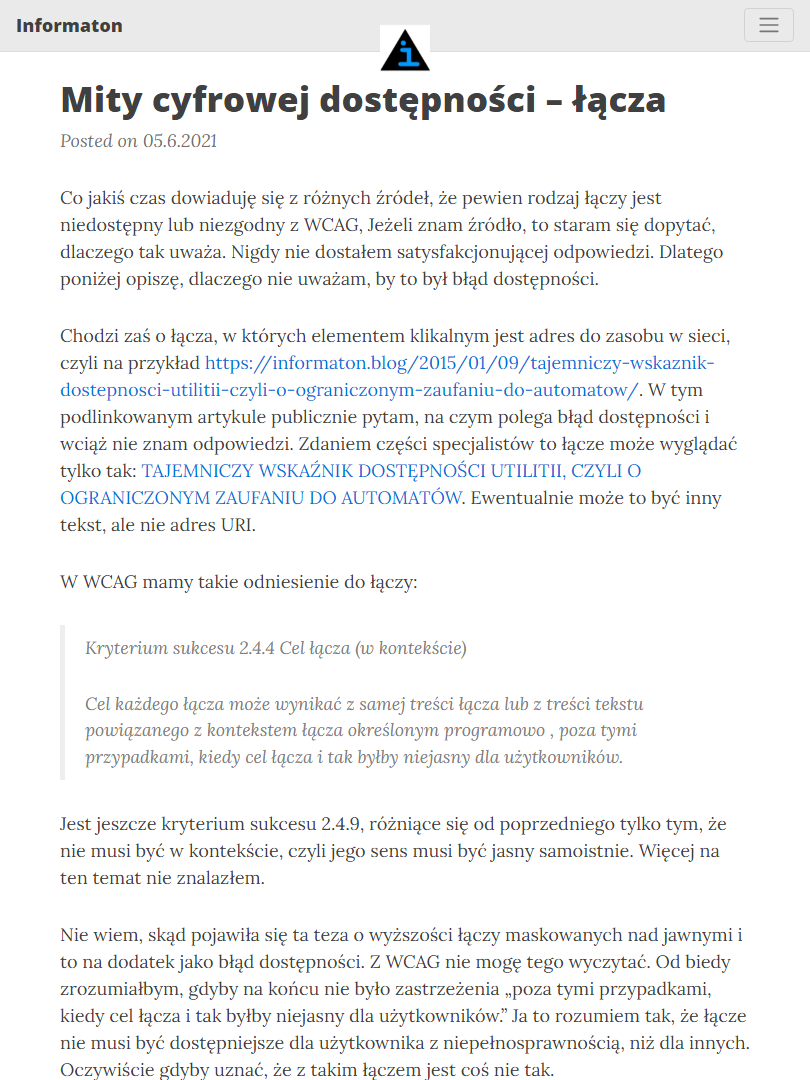 Informaton
Mity cyfrowej dostępności – łącza
Posted on 05.6.2021
Co jakiś czas dowiaduję się z różnych źródeł, że pewien rodzaj łączy jest
niedostępny lub niezgodny z WCAG, Jeżeli znam źródło, to staram się dopytać,
dlaczego tak uważa. Nigdy nie dostałem satysfakcjonującej odpowiedzi. Dlatego
poniżej opiszę, dlaczego nie uważam, by to był błąd dostępności.
Chodzi zaś o łącza, w których elementem klikalnym jest adres do zasobu w sieci,
czyli na przykład https://informaton.blog/2015/01/09/tajemniczy-wskaznik-
dostepnosci-utilitii-czyli-o-ograniczonym-zaufaniu-do-automatow/. W tym
podlinkowanym artykule publicznie pytam, na czym polega błąd dostępności i
wciąż nie znam odpowiedzi. Zdaniem części specjalistów to łącze może wyglądać
tylko tak: TAJEMNICZY WSKAŹNIK DOSTĘPNOŚCI UTILITII, CZYLI O
OGRANICZONYM ZAUFANIU DO AUTOMATÓW. Ewentualnie może to być inny
tekst, ale nie adres URI.
W WCAG mamy takie odniesienie do łączy:
Kryterium sukcesu 2.4.4 Cel łącza (w kontekście)
Cel każdego łącza może wynikać z samej treści łącza lub z treści tekstu
powiązanego z kontekstem łącza określonym programowo , poza tymi
przypadkami, kiedy cel łącza i tak byłby niejasny dla użytkowników.
Jest jeszcze kryterium sukcesu 2.4.9, różniące się od poprzedniego tylko tym, że
nie musi być w kontekście, czyli jego sens musi być jasny samoistnie. Więcej na
ten temat nie znalazłem.
Nie wiem, skąd pojawiła się ta teza o wyższości łączy maskowanych nad jawnymi i
to na dodatek jako błąd dostępności. Z WCAG nie mogę tego wyczytać. Od biedy
zrozumiałbym, gdyby na końcu nie było zastrzeżenia „poza tymi przypadkami,
kiedy cel łącza i tak byłby niejasny dla użytkowników.” Ja to rozumiem tak, że łącze
nie musi być dostępniejsze dla użytkownika z niepełnosprawnością, niż dla innych.
Oczywiście gdyby uznać, że z takim łączem jest coś nie tak.